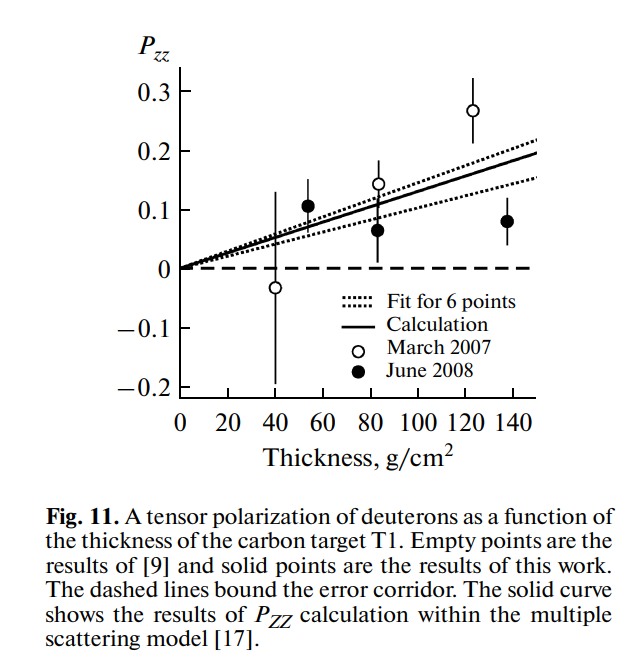 P_zz
0.3
0.2
0.1
0
−0.1
−0.2
Fit for 6 points
Calculation
March 2007
June 2008
0 20 40 60 80 100 120 140
Thickness, g/cm²
Fig. 11. A tensor polarization of deuterons as a function of
the thickness of the carbon target T1. Empty points are the
results of [9] and solid points are the results of this work.
The dashed lines bound the error corridor. The solid curve
shows the results of P_ZZ calculation within the multiple
scattering model [17].